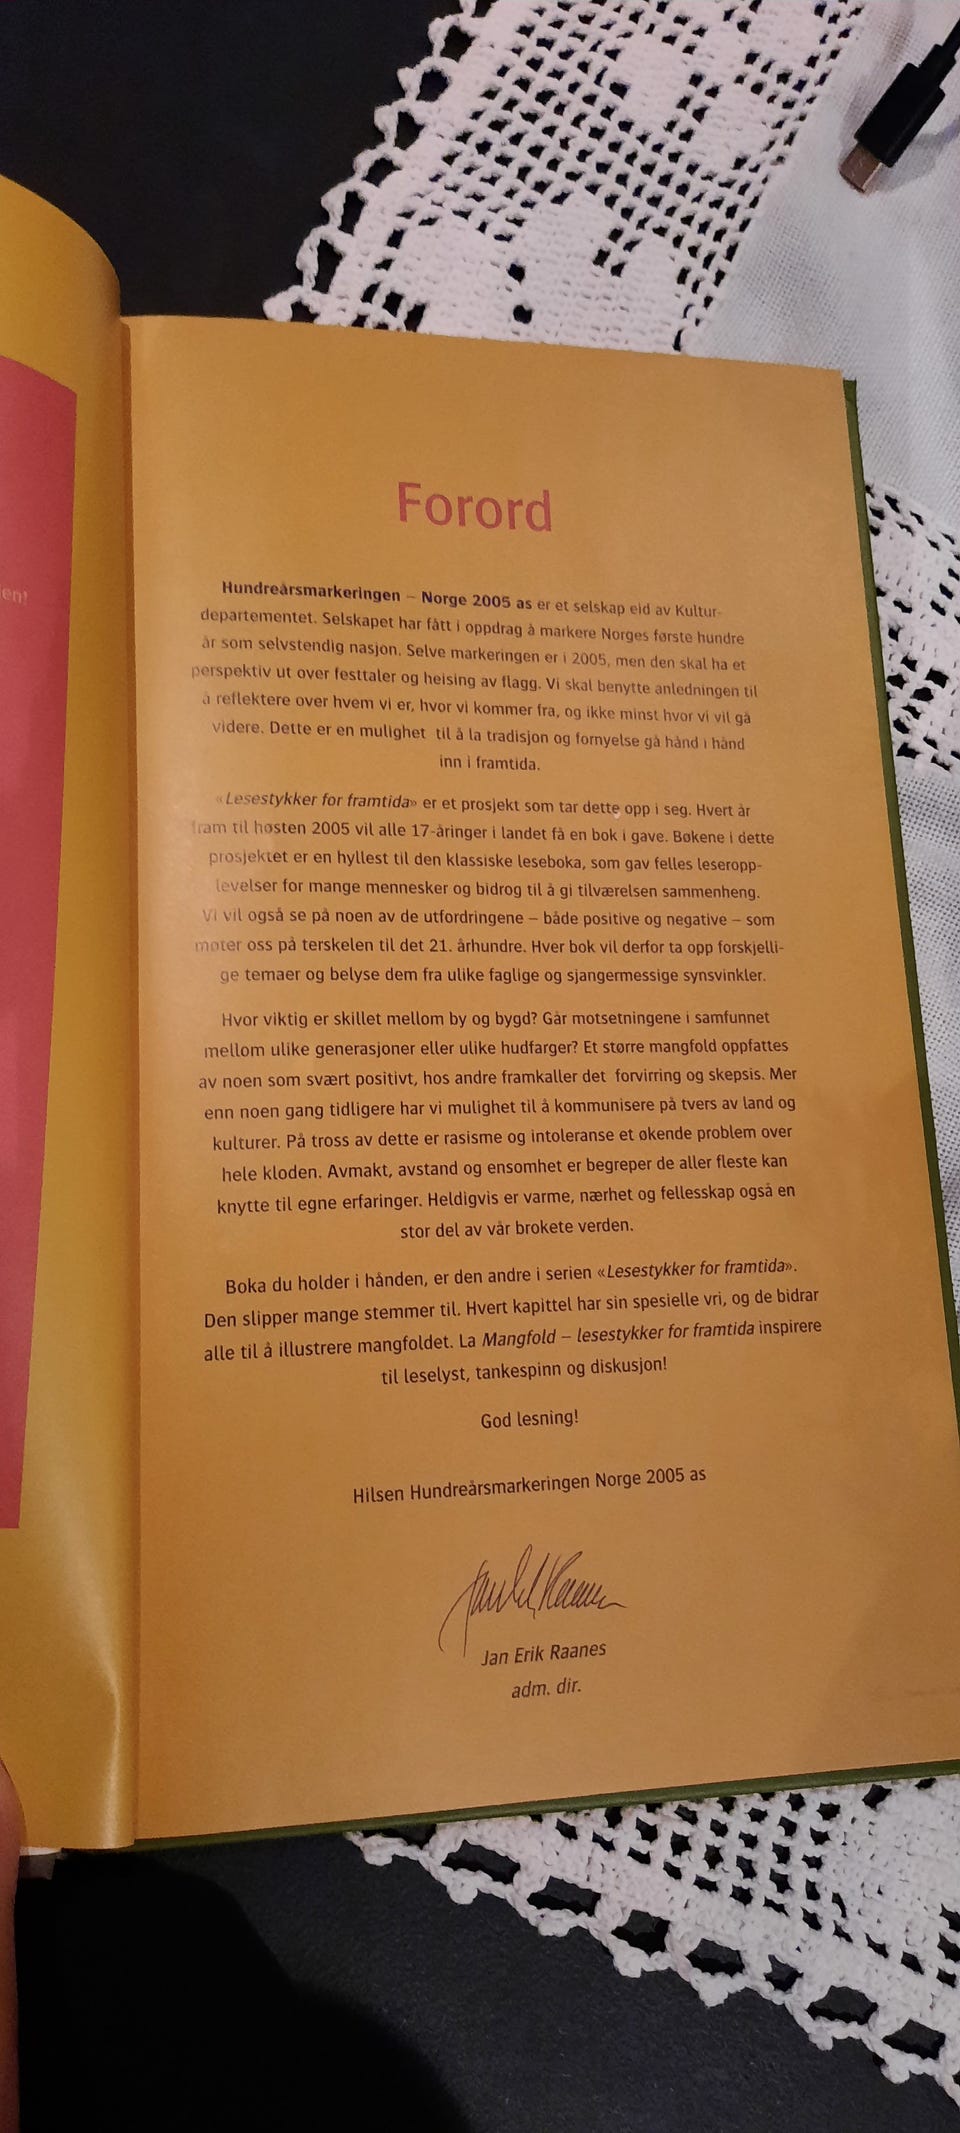 en!
Forord
Hundreårsmarkeringen – Norge 2005 as er et selskap eid av Kultur-
departementet. Selskapet har fått i oppdrag å markere Norges første hundre
år som selvstendig nasjon. Selve markeringen er i 2005, men den skal ha et
perspektiv ut over festtaler og heising av flagg. Vi skal benytte anledningen til
å reflektere over hvem vi er, hvor vi kommer fra, og ikke minst hvor vi vil gå
videre. Dette er en mulighet til å la tradisjon og fornyelse gå hånd i hånd
inn i framtida.
«Lesestykker for framtida» er et prosjekt som tar dette opp i seg. Hvert år
fram til høsten 2005 vil alle 17-åringer i landet få en bok i gave. Bøkene i dette
prosjektet er en hyllest til den klassiske leseboka, som gav felles leseropp-
levelser for mange mennesker og bidrog til å gi tilværelsen sammenheng.
Vi vil også se på noen av de utfordringene – både positive og negative – som
møter oss på terskelen til det 21. århundre. Hver bok vil derfor ta opp forskjelli-
ge temaer og belyse dem fra ulike faglige og sjangermessige synsvinkler.
Hvor viktig er skillet mellom by og bygd? Går motsetningene i samfunnet
mellom ulike generasjoner eller ulike hudfarger? Et større mangfold oppfattes
av noen som svært positivt, hos andre framkaller det forvirring og skepsis. Mer
enn noen gang tidligere har vi mulighet til å kommunisere på tvers av land og
kulturer. På tross av dette er rasisme og intoleranse et økende problem over
hele kloden. Avmakt, avstand og ensomhet er begreper de aller fleste kan
knytte til egne erfaringer. Heldigvis er varme, nærhet og fellesskap også en
stor del av vår brokete verden.
Boka du holder i hånden, er den andre i serien «Lesestykker for framtida».
Den slipper mange stemmer til. Hvert kapittel har sin spesielle vri, og de bidrar
alle til å illustrere mangfoldet. La Mangfold – lesestykker for framtida inspirere
til leselyst, tankespinn og diskusjon!
God lesning!
Hilsen Hundreårsmarkeringen Norge 2005 as
Jan Erik Raanes
adm. dir.